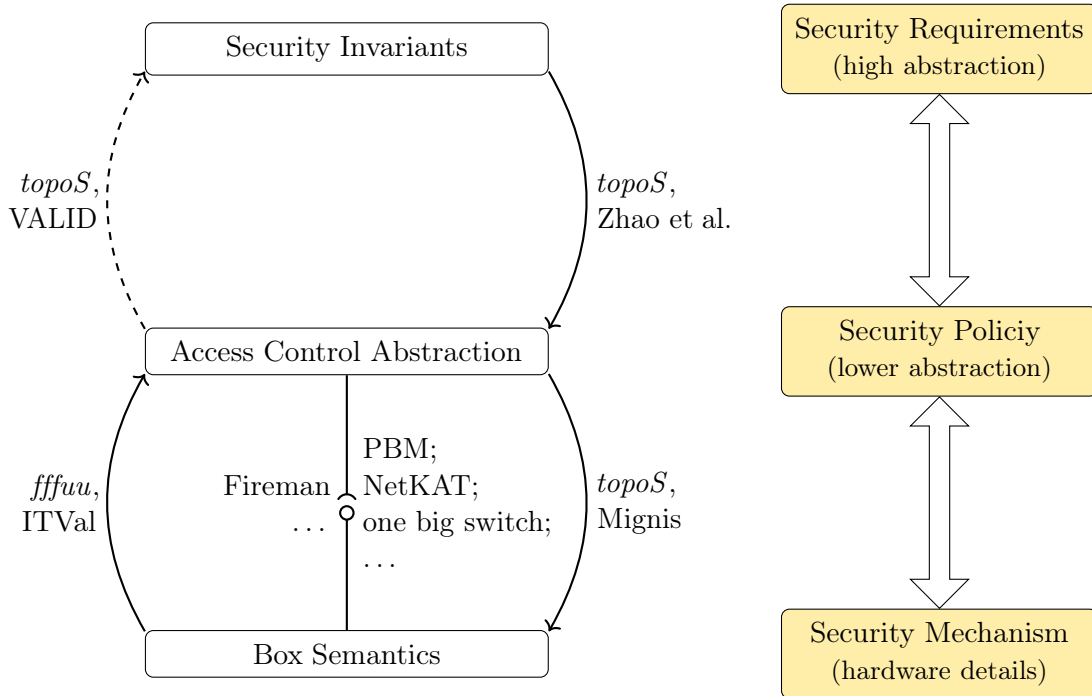 Security Invariants
Security Requirements
(high abstraction)
topoS,
VALID
topoS,
Zhao et al.
Access Control Abstraction
Security Policiy
(lower abstraction)
fffuu,
ITVal
Fireman
...
PBM;
NetKAT;
one big switch;
...
topoS,
Mignis
Box Semantics
Security Mechanism
(hardware details)